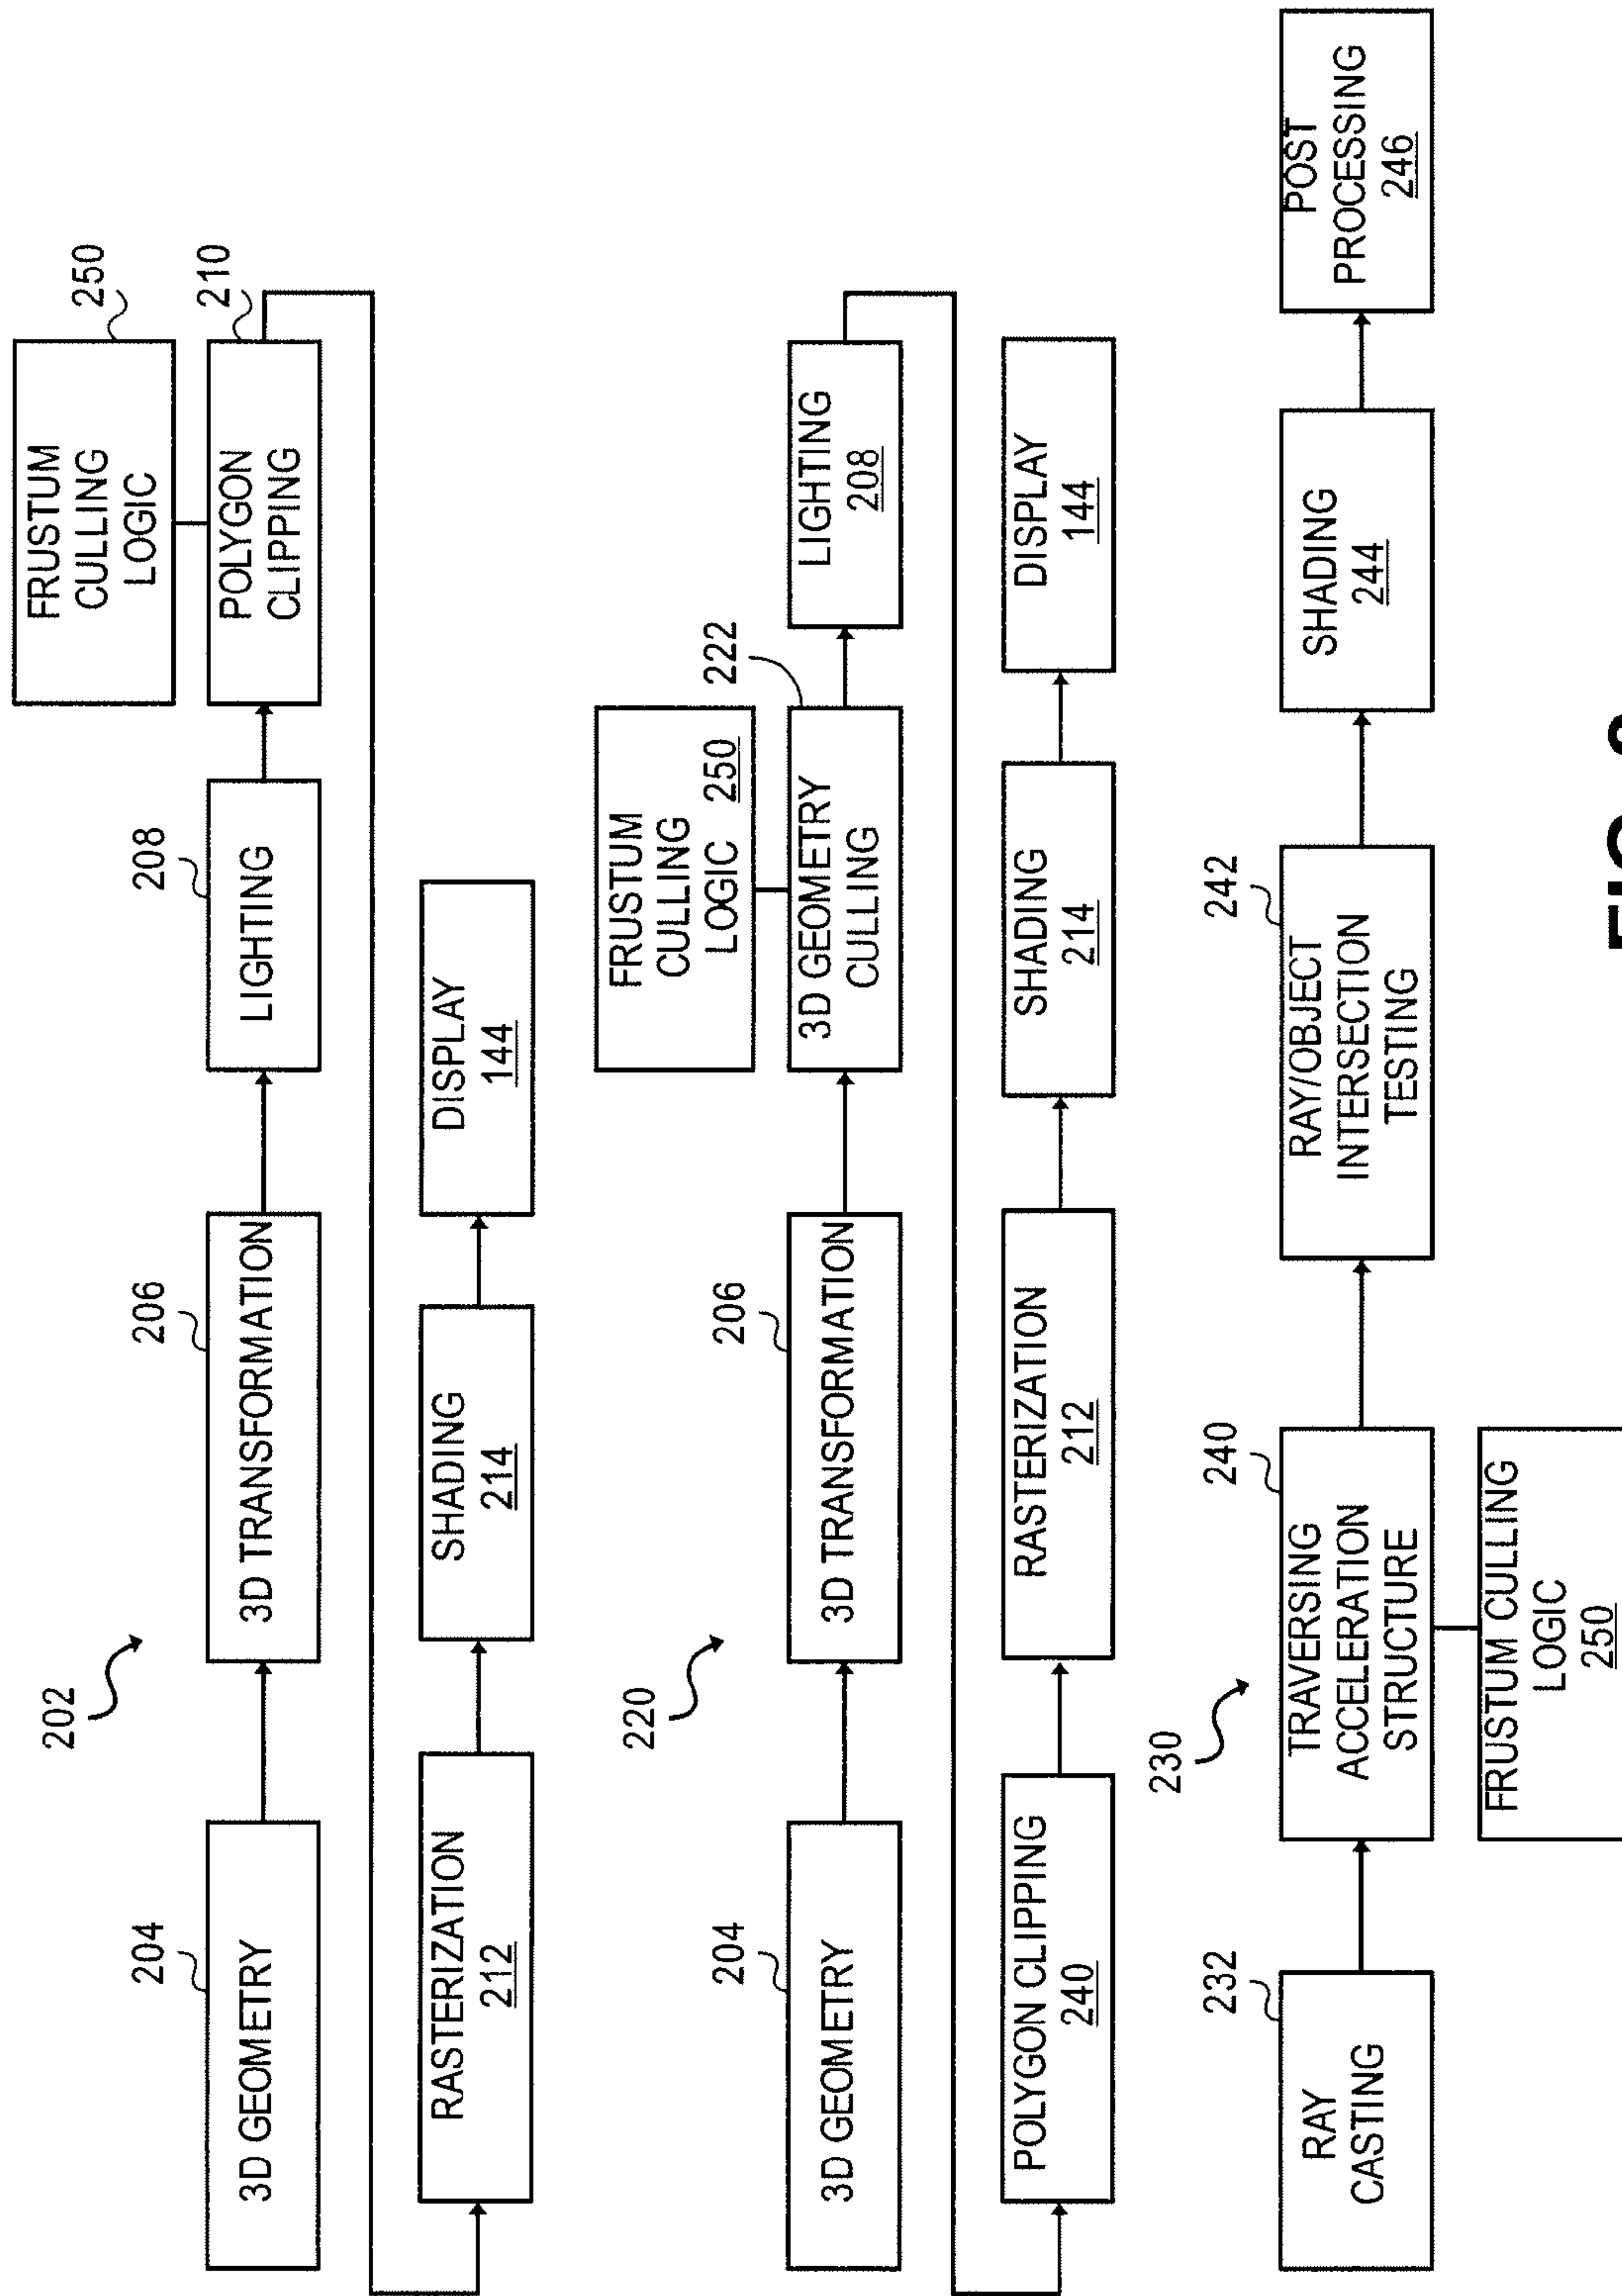 202
204
3D GEOMETRY
206
3D TRANSFORMATION
208
LIGHTING
FRUSTUM
CULLING
LOGIC
250
POLYGON
CLIPPING
210
RASTERIZATION
212
SHADING
214
DISPLAY
144
220
204
3D GEOMETRY
206
3D TRANSFORMATION
FRUSTUM
CULLING
LOGIC 250
222
3D GEOMETRY
CULLING
LIGHTING
208
POLYGON CLIPPING
240
RASTERIZATION
212
SHADING
214
DISPLAY
144
230
232
RAY
CASTING
240
TRAVERSING
ACCELERATION
STRUCTURE
FRUSTUM CULLING
LOGIC
250
242
RAY/OBJECT
INTERSECTION
TESTING
SHADING
244
POST
PROCESSING
246